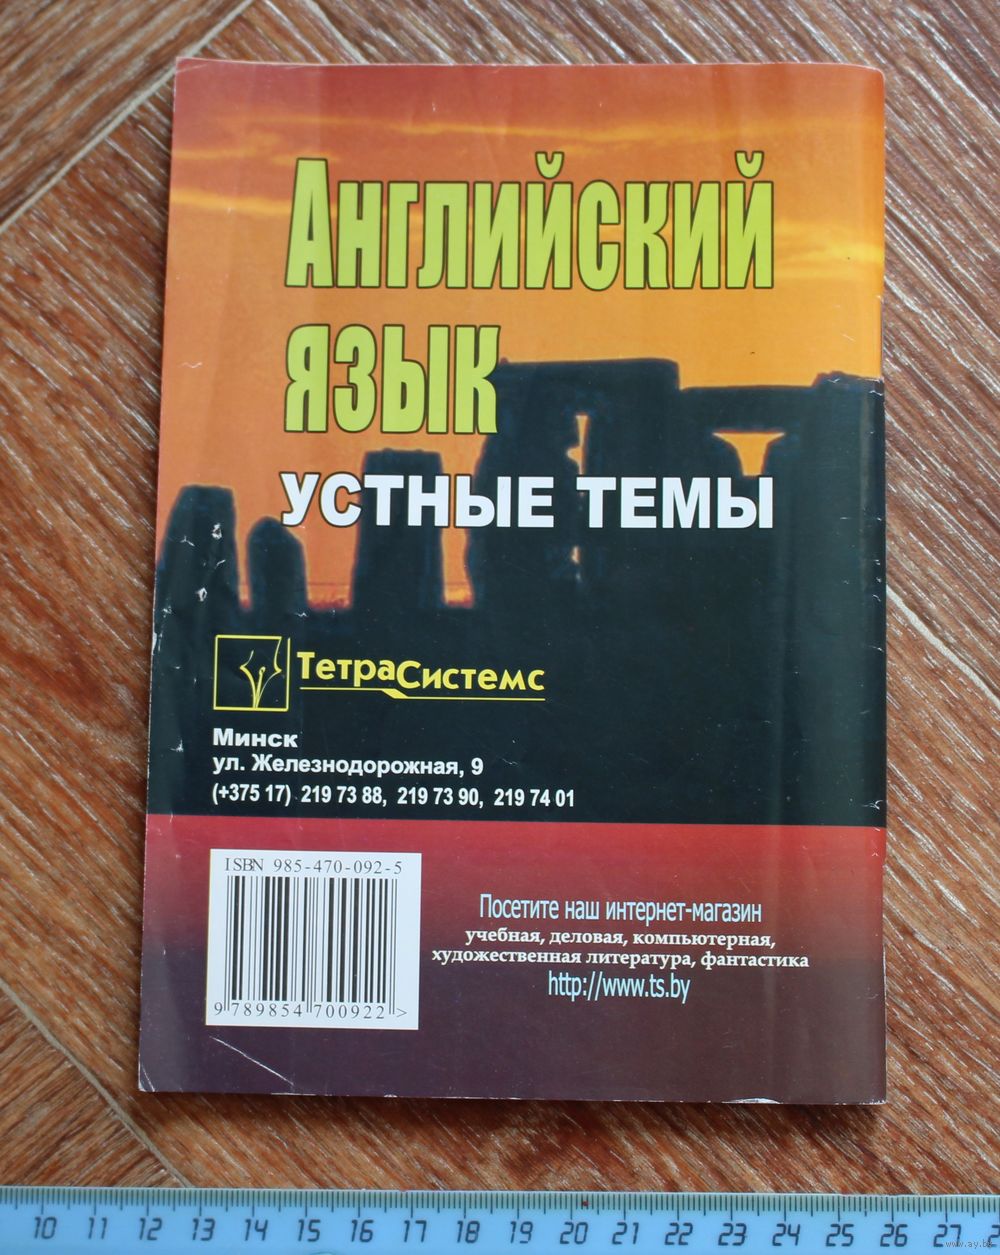 Английский
язык
устные темы
ТетраСистемс
Минск
ул. Железнодорожная, 9
(+375 17) 219 73 88, 219 73 90, 219 74 01
ISBN 985-470-092-5
9 789854 700922 >
Посетите наш интернет-магазин
учебная, деловая, компьютерная,
художественная литература, фантастика
http://www.ts.by
10 11 12 13 14 15 16 17 18 19 20 21 22 23 24 25 26 27